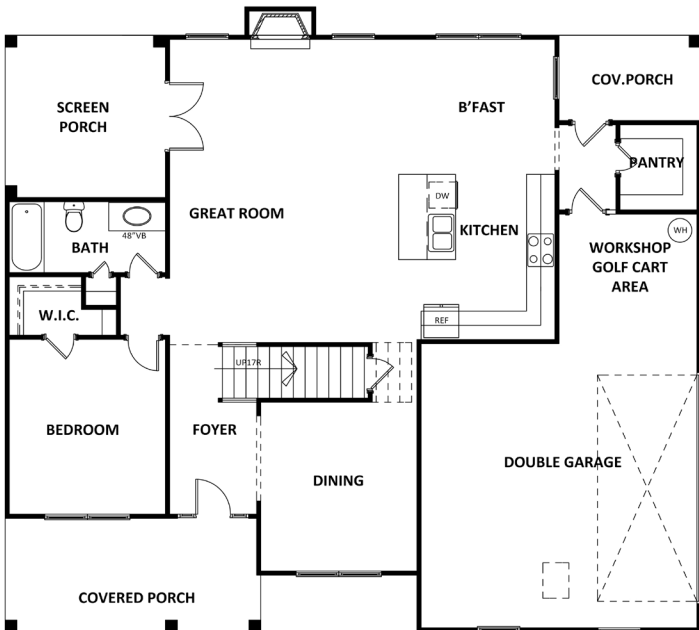 SCREEN
PORCH
B'FAST
COV.PORCH
PANTRY
DW
GREAT ROOM
KITCHEN
48"VB
BATH
WH
WORKSHOP
GOLF CART
AREA
W.I.C.
REF
UP17R
BEDROOM
FOYER
DINING
DOUBLE GARAGE
COVERED PORCH